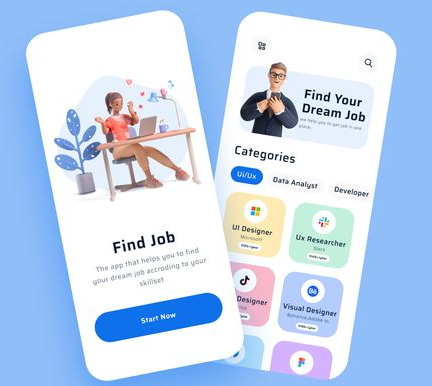 Find Job
The app that helps you to find
your dream job accroding to your
skillset
Start Now
Find Your
Dream Job
we help you to get job in one
place.
Categories
Ui/Ux
Data Analyst
Developer
UI Designer
Microsoft
Ux Researcher
Slack
Designer
Visual Designer
Behance Adobe in.
Bē